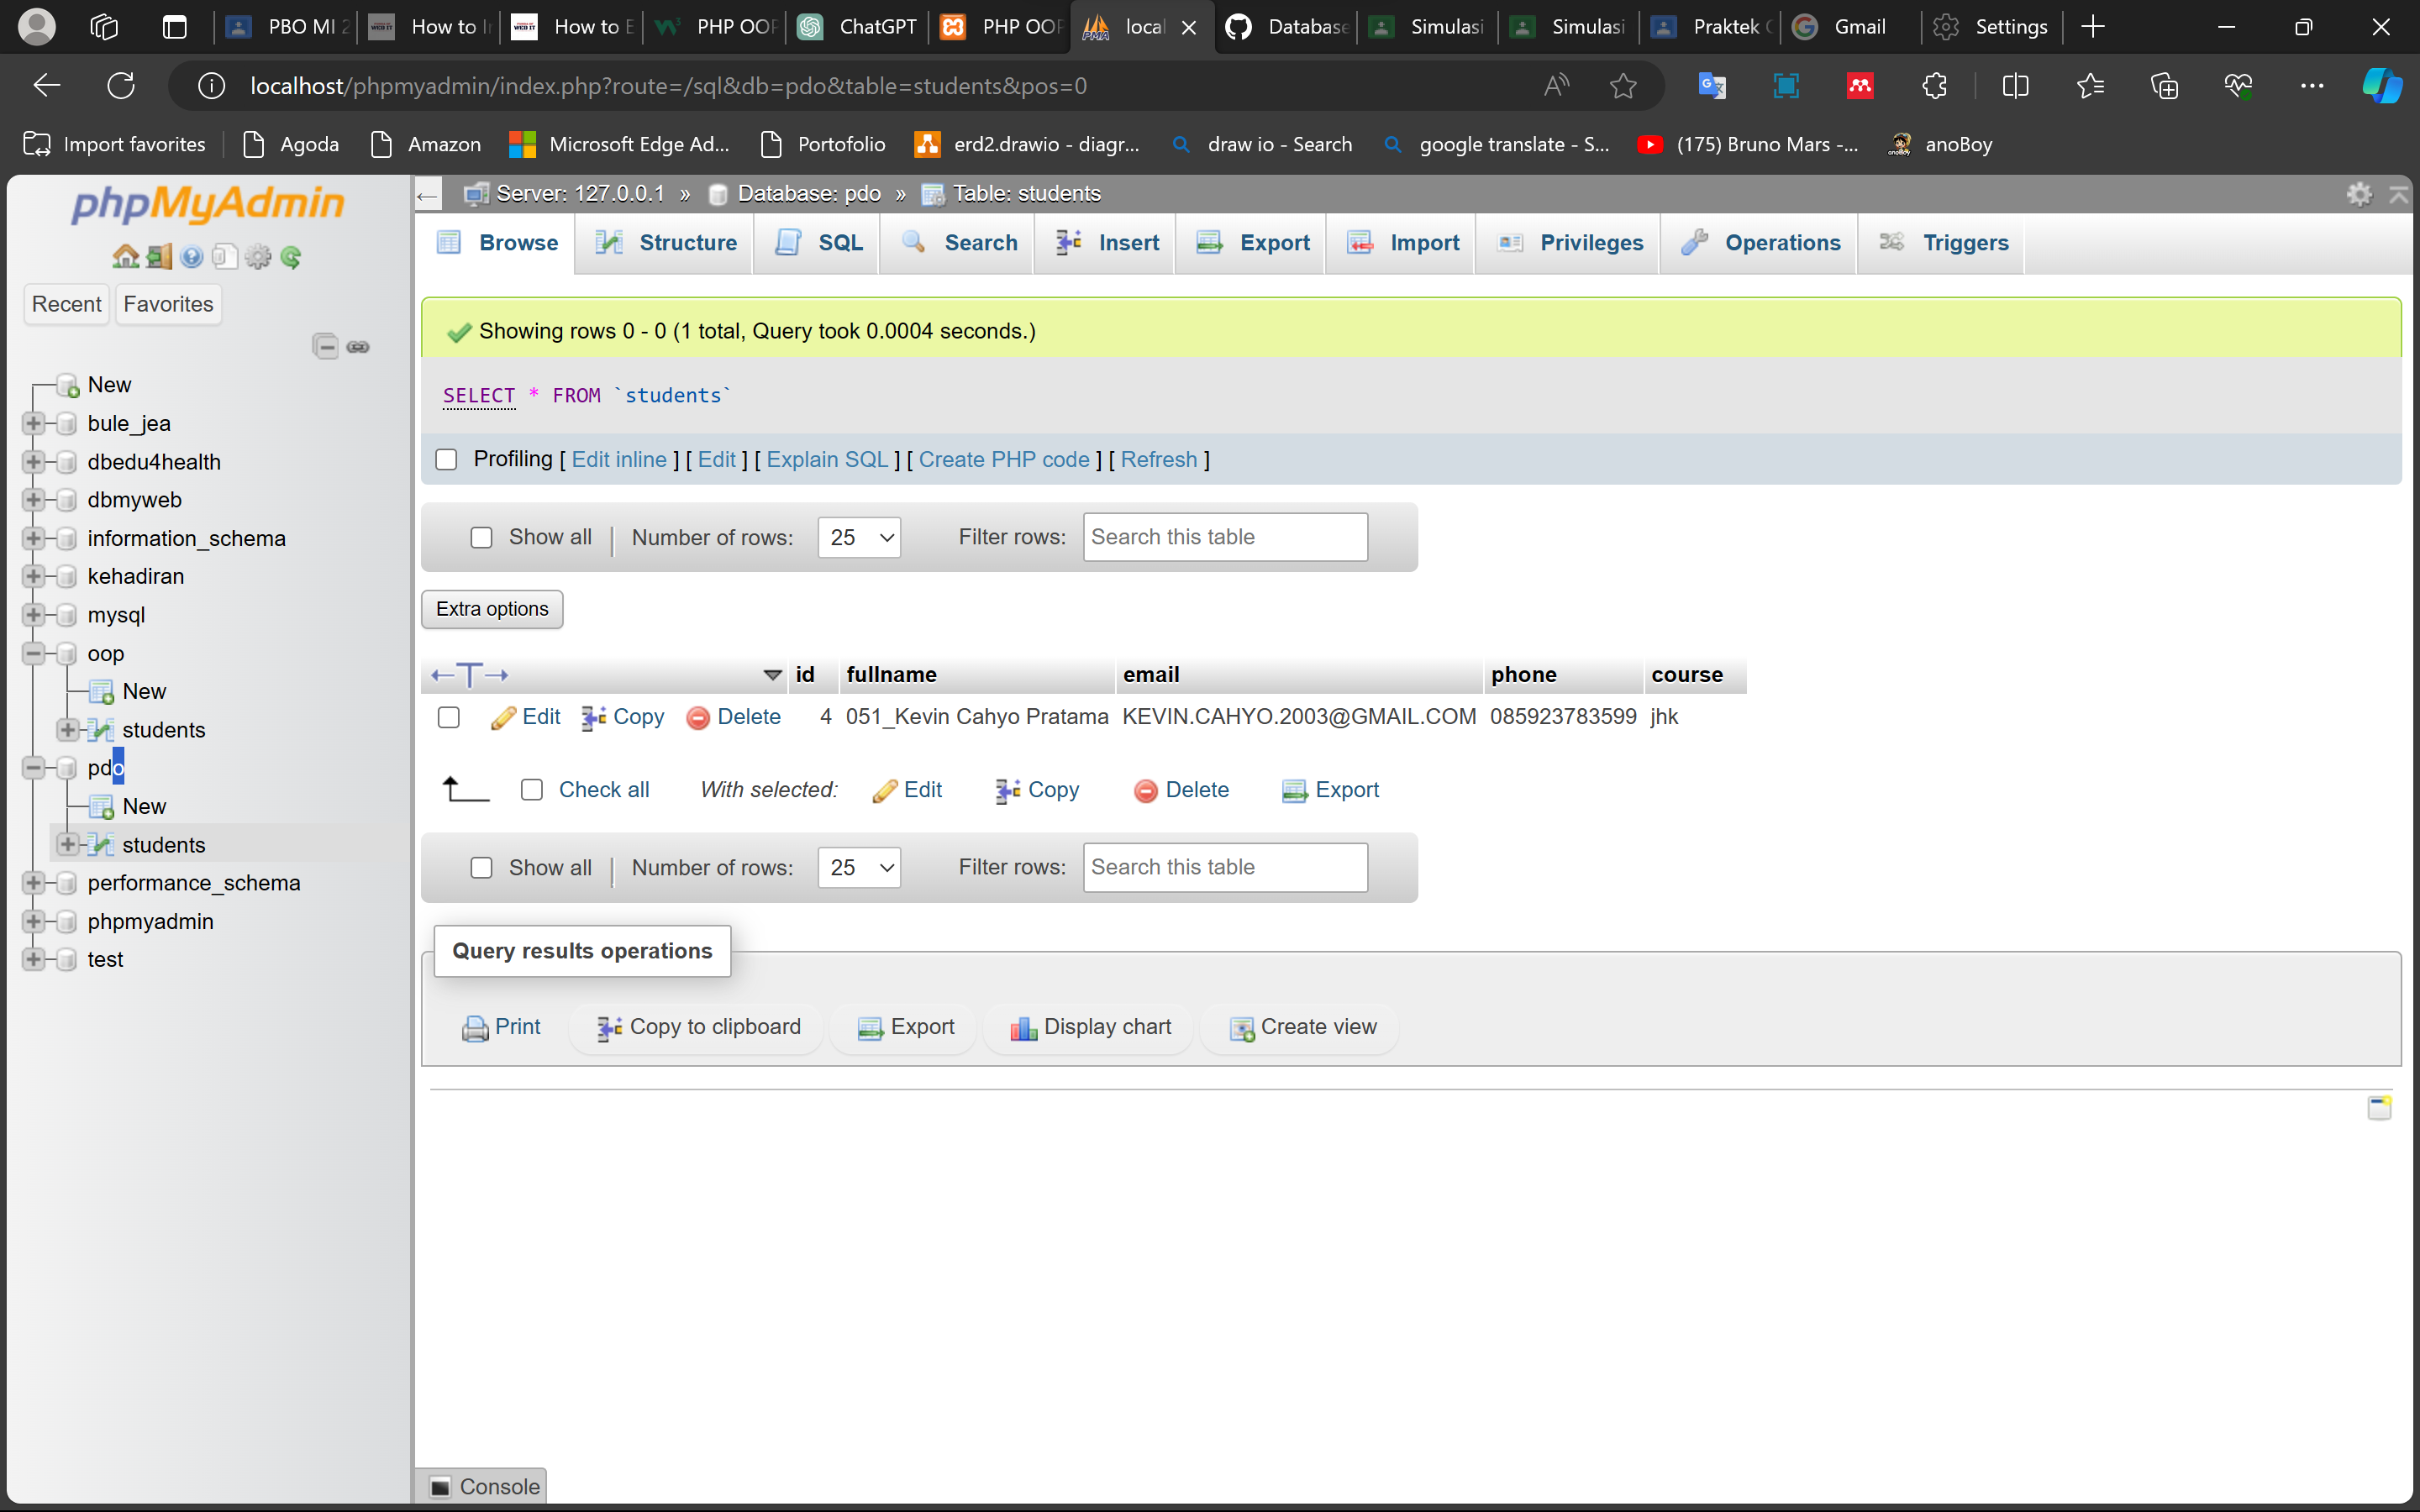 PBO MI 2
How to I
How to E
PHP OOP
ChatGPT
PHP OOP
local
Database
Simulasi
Simulasi
Praktek
Gmail
Settings
localhost/phpmyadmin/index.php?route=/sql&db=pdo&table=students&pos=0
Import favorites
Agoda
Amazon
Microsoft Edge Ad...
Portofolio
erd2.drawio - diagr...
draw io - Search
google translate - S...
(175) Bruno Mars -...
anoBoy
phpMyAdmin
Recent
Favorites
New
bule_jea
dbedu4health
dbmyweb
information_schema
kehadiran
mysql
oop
New
students
pdo
New
students
performance_schema
phpmyadmin
test
Server: 127.0.0.1 » Database: pdo » Table: students
Browse
Structure
SQL
Search
Insert
Export
Import
Privileges
Operations
Triggers
Showing rows 0 - 0 (1 total, Query took 0.0004 seconds.)
SELECT * FROM `students`
Profiling [ Edit inline ] [ Edit ] [ Explain SQL ] [ Create PHP code ] [ Refresh ]
Show all | Number of rows: 25 Filter rows: Search this table
Extra options
id fullname email phone course
Edit Copy Delete 4 051_Kevin Cahyo Pratama KEVIN.CAHYO.2003@GMAIL.COM 085923783599 jhk
Check all With selected: Edit Copy Delete Export
Show all | Number of rows: 25 Filter rows: Search this table
Query results operations
Print Copy to clipboard Export Display chart Create view
Console